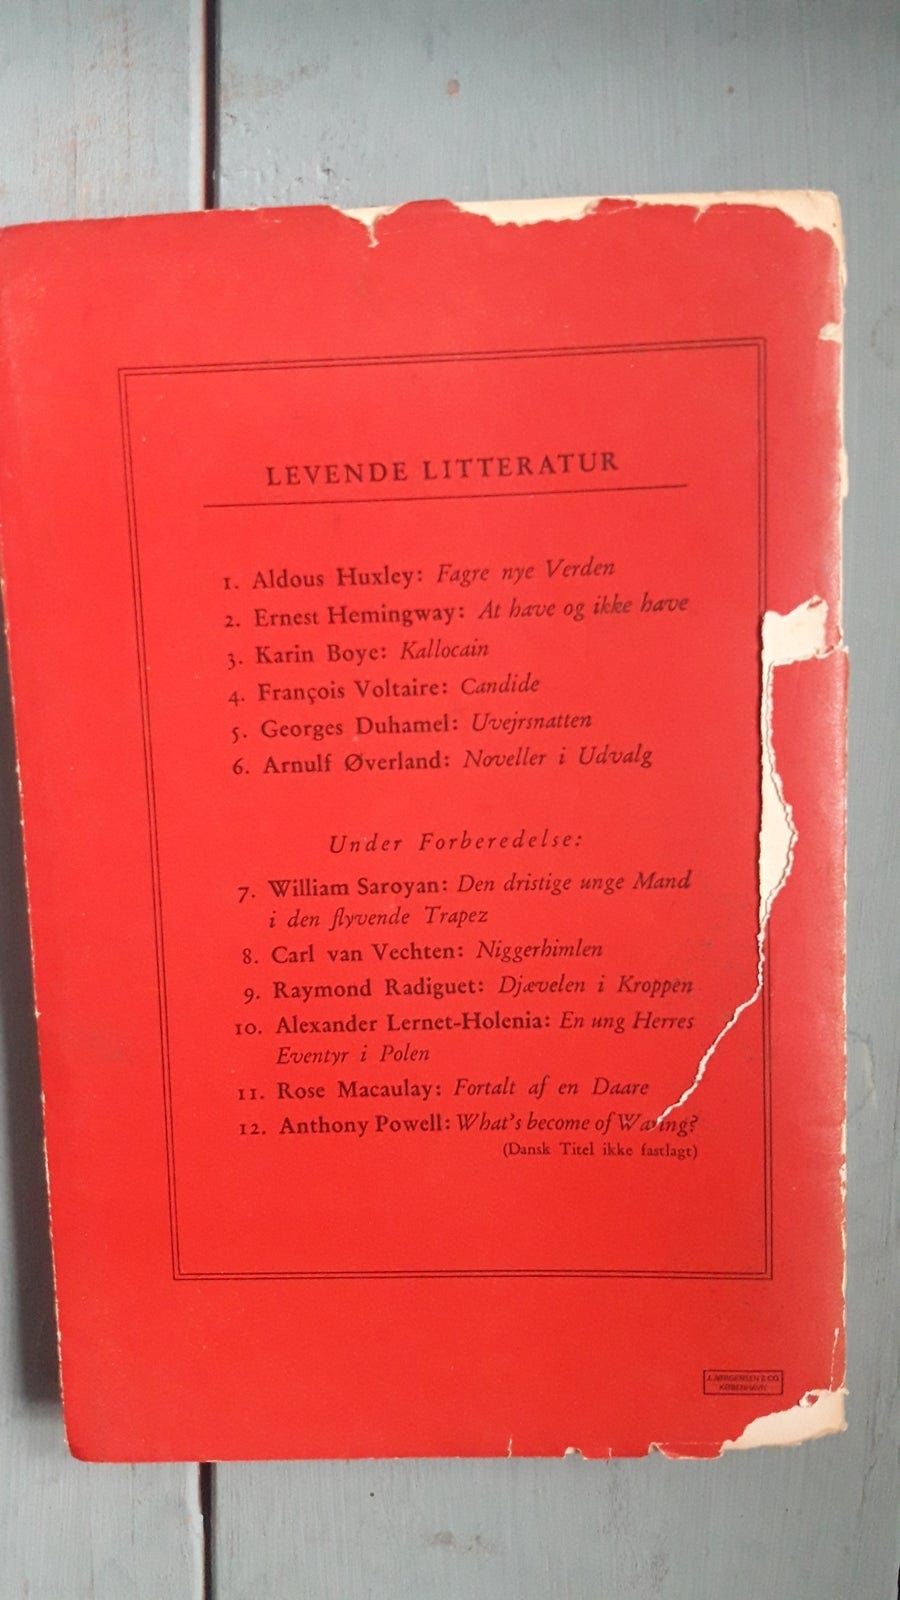 LEVENDE LITTERATUR
1. Aldous Huxley: Fagre nye Verden
2. Ernest Hemingway: At have og ikke have
3. Karin Boye: Kallocain
4. François Voltaire: Candide
5. Georges Duhamel: Uvejrsnatten
6. Arnulf Øverland: Noveller i Udvalg
Under Forberedelse:
7. William Saroyan: Den dristige unge Mand
i den flyvende Trapez
8. Carl van Vechten: Niggerhimlen
9. Raymond Radiguet: Djævelen i Kroppen
10. Alexander Lernet-Holenia: En ung Herres
Eventyr i Polen
11. Rose Macaulay: Fortalt af en Daare
12. Anthony Powell: What's become of Waring?
(Dansk Titel ikke fastlagt)
J. JØRGENSEN & CO.
KØBENHAVN